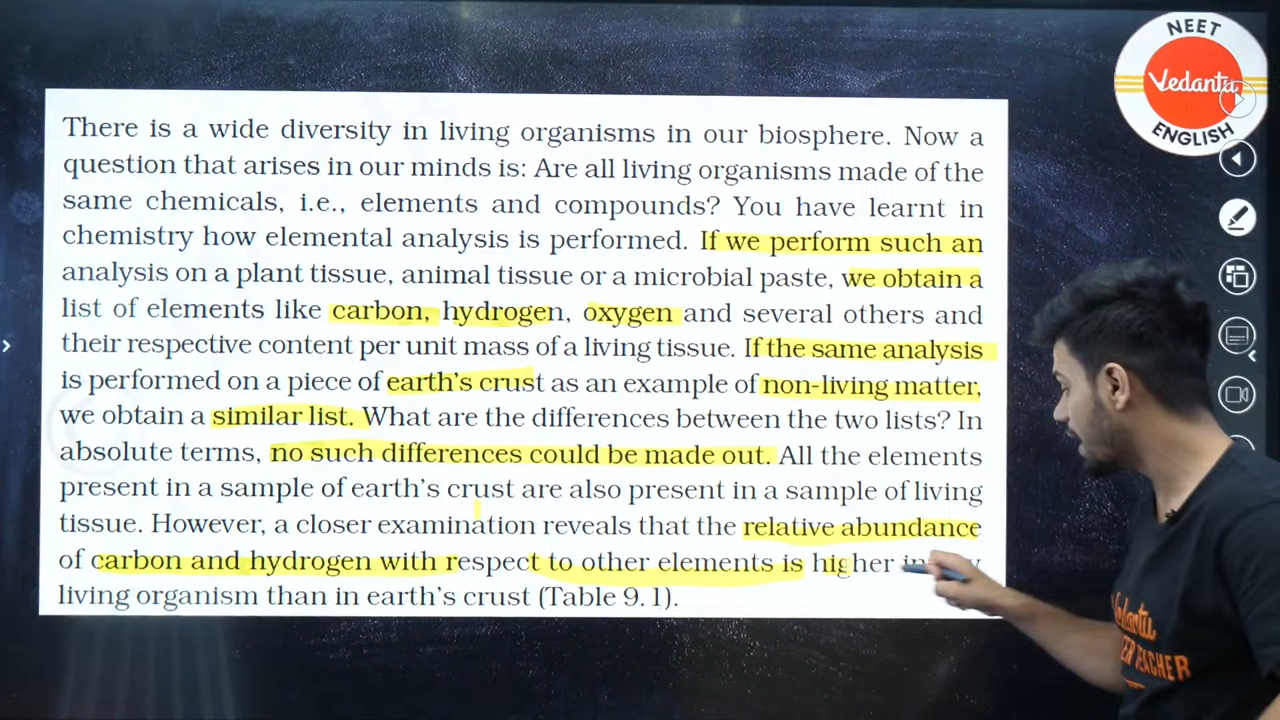 NEET
Vedantu
ENGLISH
There is a wide diversity in living organisms in our biosphere. Now a
question that arises in our minds is: Are all living organisms made of the
same chemicals, i.e., elements and compounds? You have learnt in
chemistry how elemental analysis is performed. If we perform such an
analysis on a plant tissue, animal tissue or a microbial paste, we obtain a
list of elements like carbon, hydrogen, oxygen and several others and
their respective content per unit mass of a living tissue. If the same analysis
is performed on a piece of earth's crust as an example of non-living matter,
we obtain a similar list. What are the differences between the two lists? In
absolute terms, no such differences could be made out. All the elements
present in a sample of earth's crust are also present in a sample of living
tissue. However, a closer examination reveals that the relative abundance
of carbon and hydrogen with respect to other elements is higher in
living organism than in earth's crust (Table 9.1).